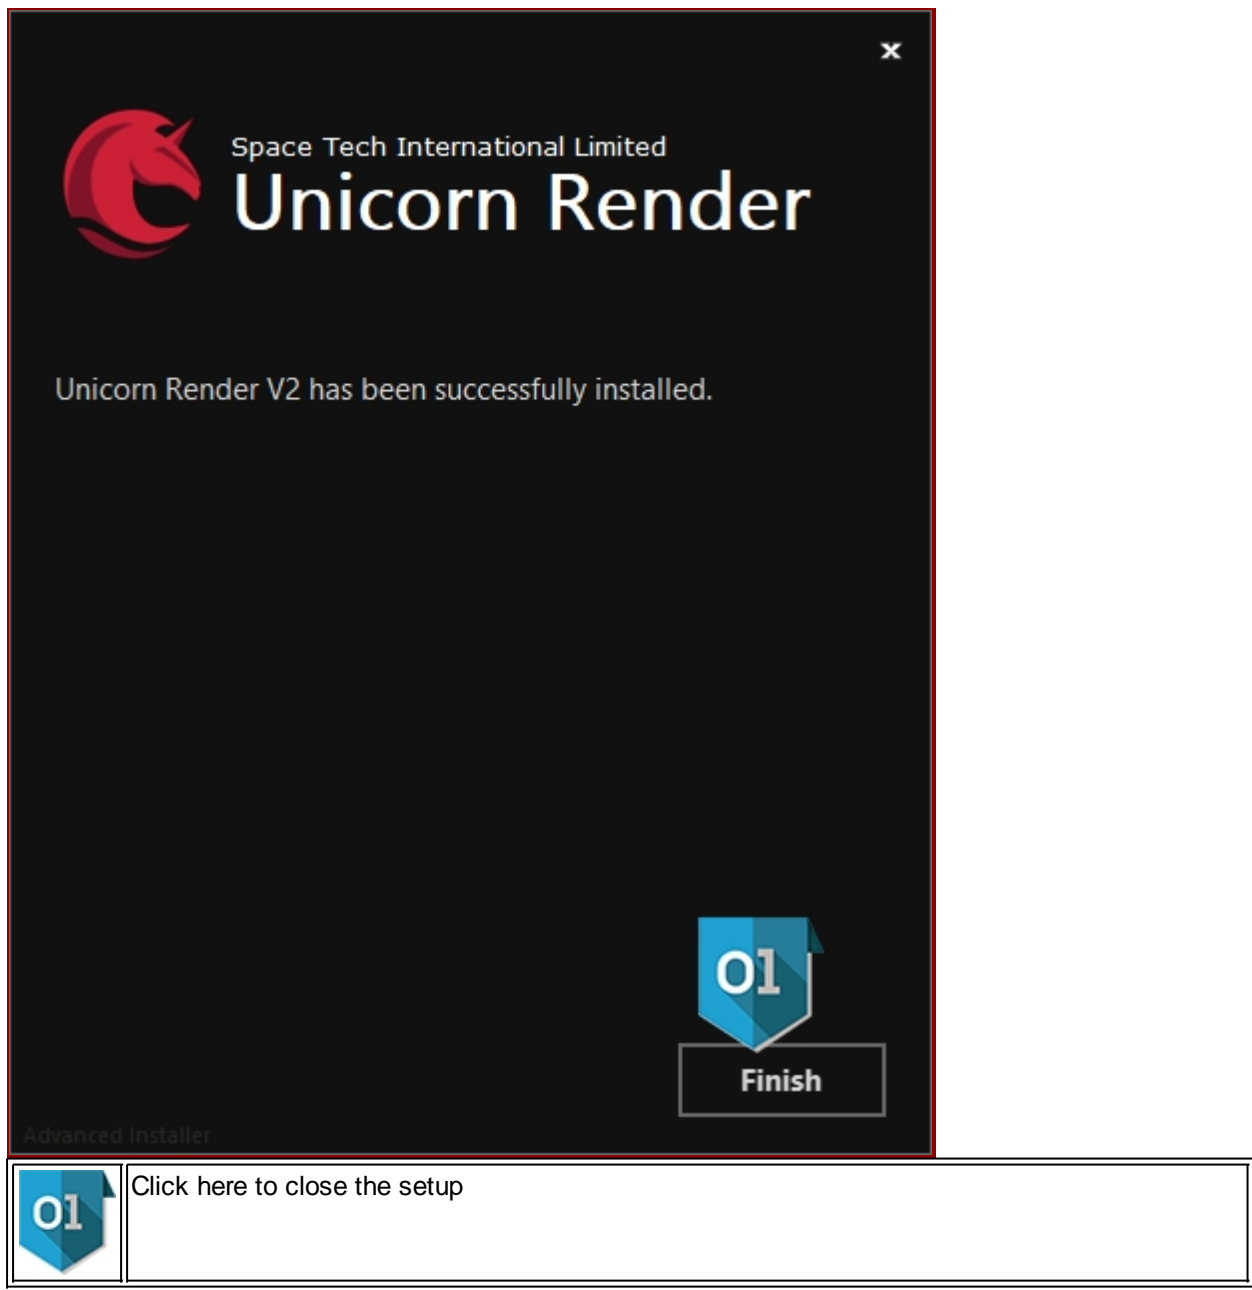 x
Space Tech International Limited
Unicorn Render
Unicorn Render V2 has been successfully installed.
01
Finish
Advanced Installer
01
Click here to close the setup